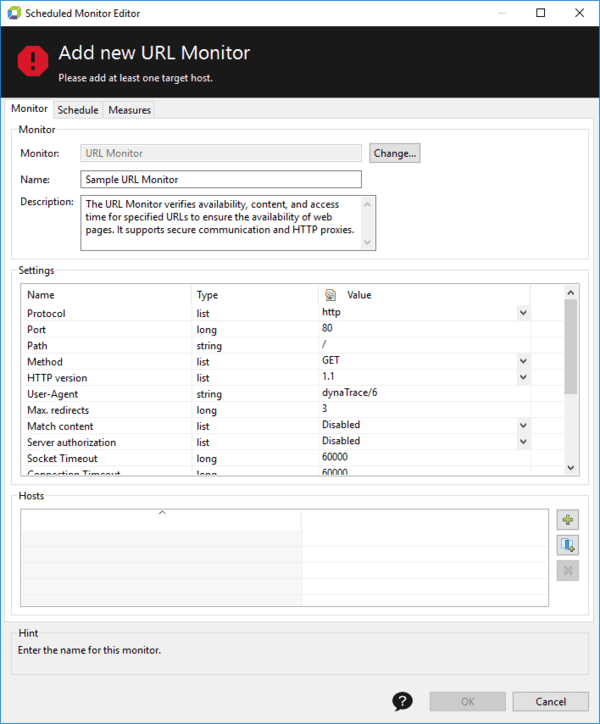 Scheduled Monitor Editor
Add new URL Monitor
Please add at least one target host.
Monitor Schedule Measures
Monitor
Monitor: URL Monitor Change...
Name: Sample URL Monitor
Description: The URL Monitor verifies availability, content, and access
time for specified URLs to ensure the availability of web
pages. It supports secure communication and HTTP proxies.
Settings
Name Type Value
Protocol list http
Port long 80
Path string /
Method list GET
HTTP version list 1.1
User-Agent string dynaTrace/6
Max. redirects long 3
Match content list Disabled
Server authorization list Disabled
Socket Timeout long 60000
Connection Timeout long 60000
Hosts
Hint
Enter the name for this monitor.
? OK Cancel